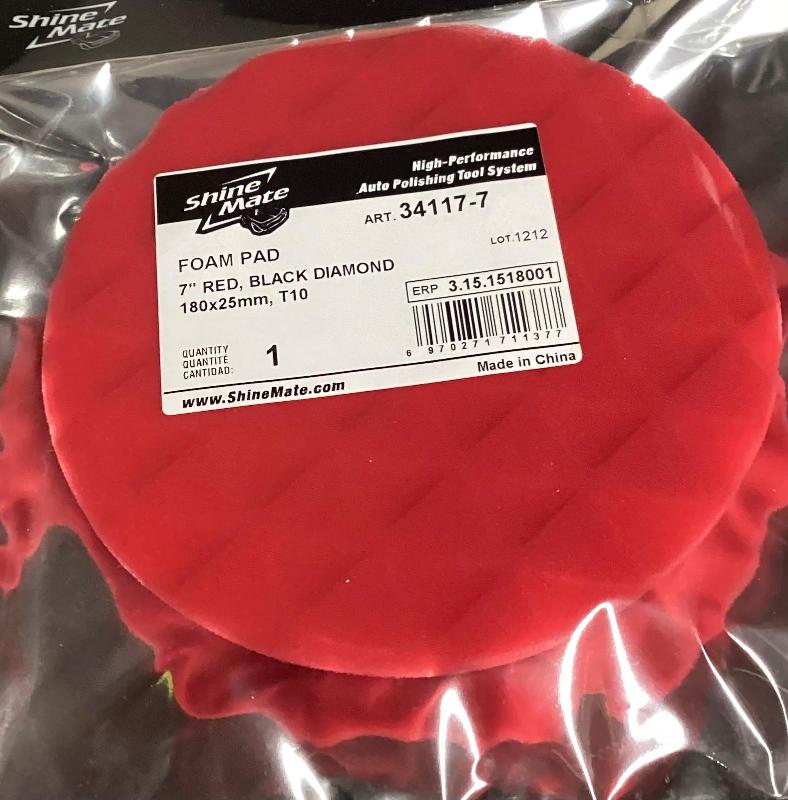 Shine
Mate
Shine
Mate
High-Performance
Auto Polishing Tool System
ART. 34117-7
LOT.1212
FOAM PAD
7" RED, BLACK DIAMOND
180x25mm, T10
ERP 3.15.1518001
6 970271 711377
QUANTITY
QUANTITÉ
CANTIDAD:
1
Made in China
www.ShineMate.com